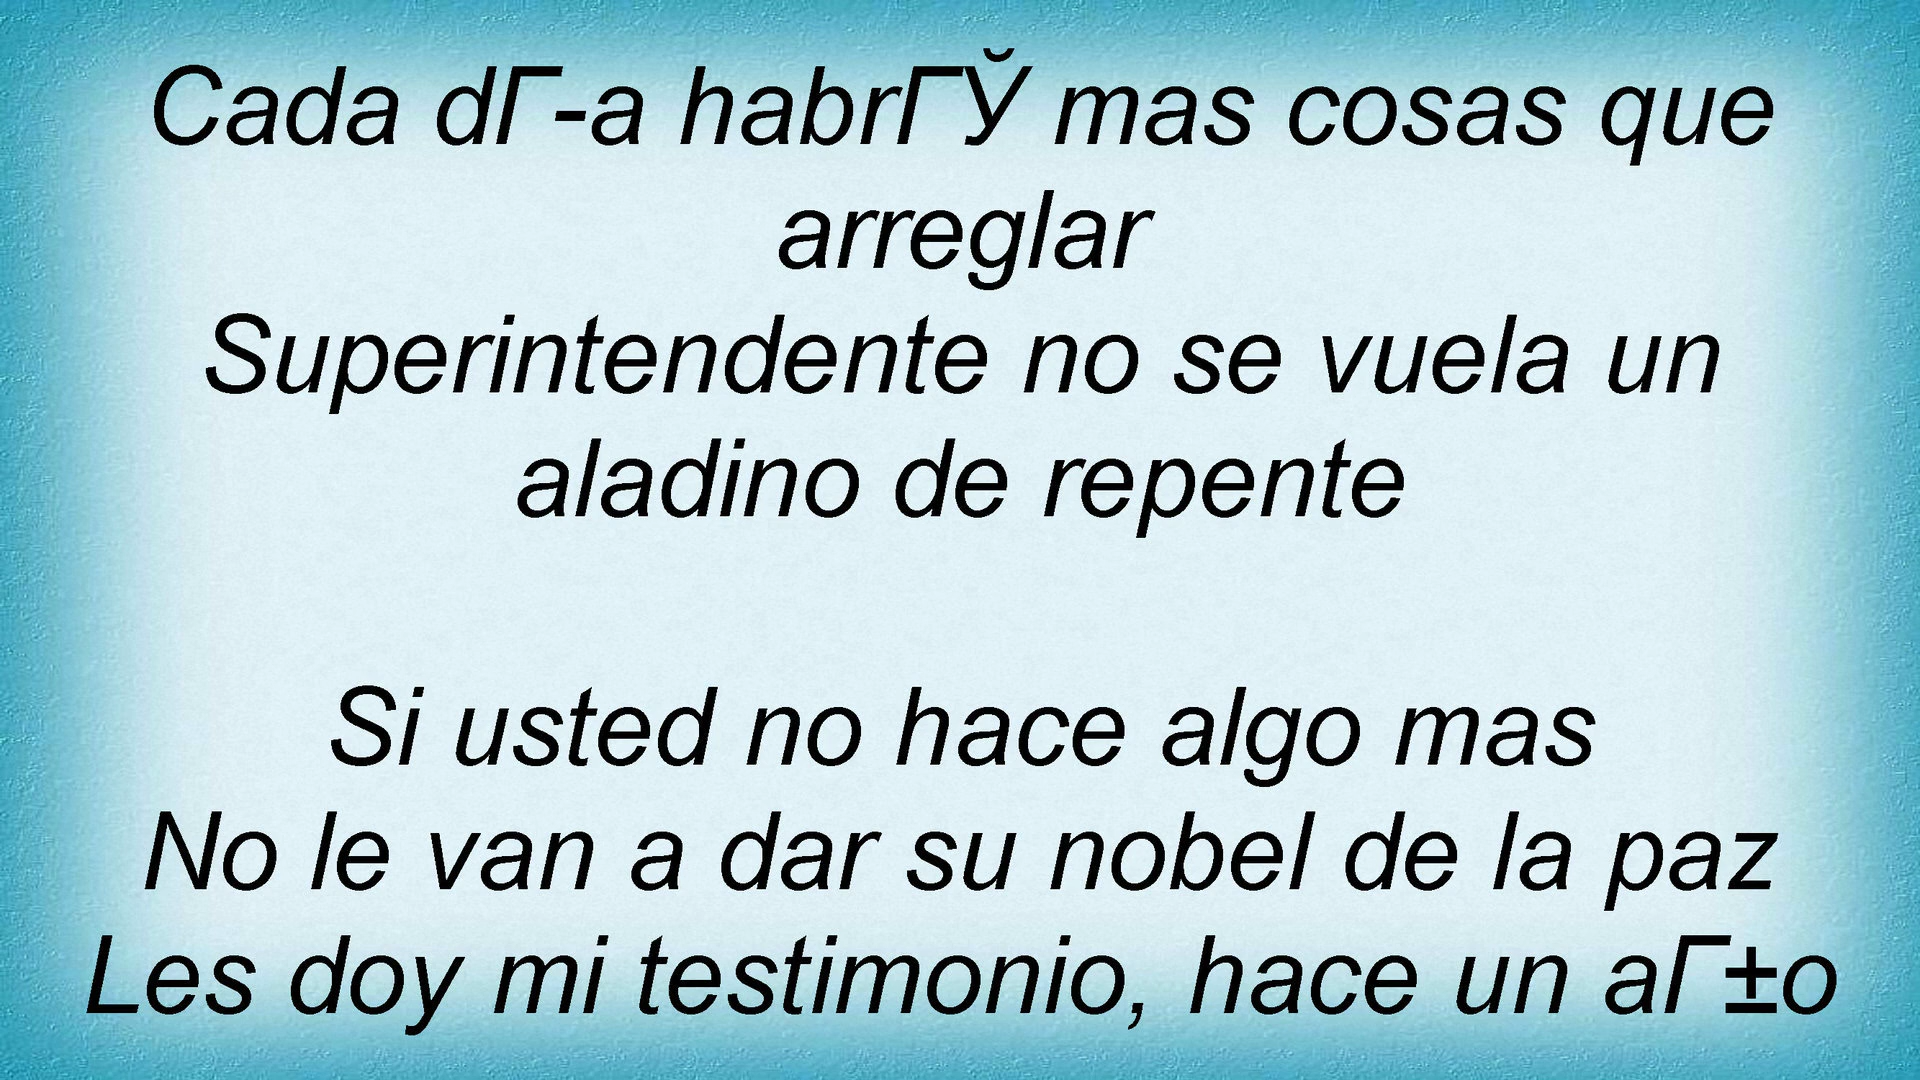 Cada dГ-a habrГЎ mas cosas que
arreglar
Superintendente no se vuela un
aladino de repente
Si usted no hace algo mas
No le van a dar su nobel de la paz
Les doy mi testimonio, hace un aГ±o